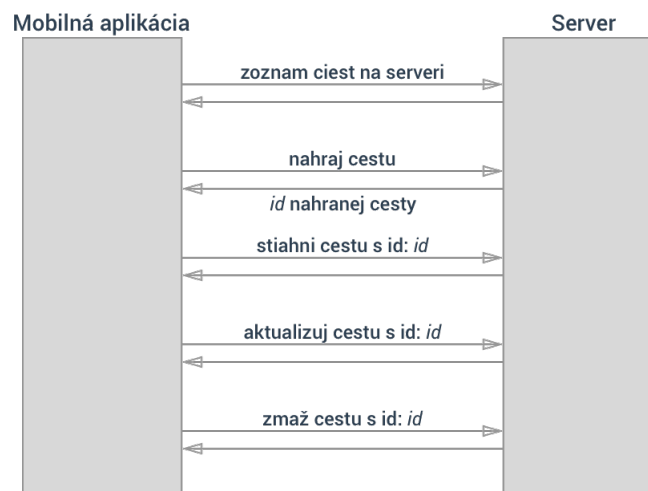 Mobilná aplikácia
Server
zoznam ciest na serveri
nahraj cestu
id nahranej cesty
stiahni cestu s id: id
aktualizuj cestu s id: id
zmaž cestu s id: id